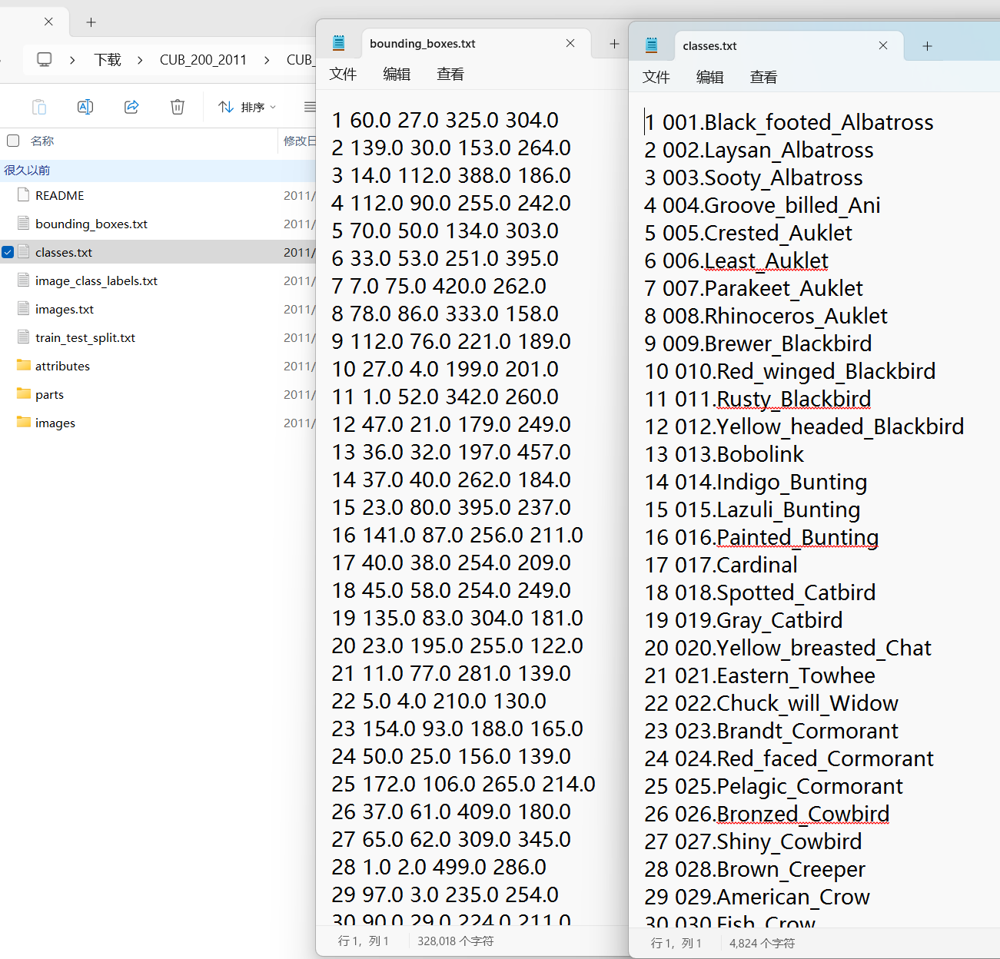 下载 > CUB_200_2011 > CUB_
排序
名称
修改日
很久以前
README 2011/
bounding_boxes.txt 2011/
classes.txt 2011/
image_class_labels.txt 2011/
images.txt 2011/
train_test_split.txt 2011/
attributes 2011/
parts 2011/
images 2011/
bounding_boxes.txt
文件 编辑 查看
1 60.0 27.0 325.0 304.0
2 139.0 30.0 153.0 264.0
3 14.0 112.0 388.0 186.0
4 112.0 90.0 255.0 242.0
5 70.0 50.0 134.0 303.0
6 33.0 53.0 251.0 395.0
7 7.0 75.0 420.0 262.0
8 78.0 86.0 333.0 158.0
9 112.0 76.0 221.0 189.0
10 27.0 4.0 199.0 201.0
11 1.0 52.0 342.0 260.0
12 47.0 21.0 179.0 249.0
13 36.0 32.0 197.0 457.0
14 37.0 40.0 262.0 184.0
15 23.0 80.0 395.0 237.0
16 141.0 87.0 256.0 211.0
17 40.0 38.0 254.0 209.0
18 45.0 58.0 254.0 249.0
19 135.0 83.0 304.0 181.0
20 23.0 195.0 255.0 122.0
21 11.0 77.0 281.0 139.0
22 5.0 4.0 210.0 130.0
23 154.0 93.0 188.0 165.0
24 50.0 25.0 156.0 139.0
25 172.0 106.0 265.0 214.0
26 37.0 61.0 409.0 180.0
27 65.0 62.0 309.0 345.0
28 1.0 2.0 499.0 286.0
29 97.0 3.0 235.0 254.0
30 90.0 29.0 224.0 211.0
行 1，列 1 328,018 个字符
classes.txt
文件 编辑 查看
1 001.Black_footed_Albatross
2 002.Laysan_Albatross
3 003.Sooty_Albatross
4 004.Groove_billed_Ani
5 005.Crested_Auklet
6 006.Least_Auklet
7 007.Parakeet_Auklet
8 008.Rhinoceros_Auklet
9 009.Brewer_Blackbird
10 010.Red_winged_Blackbird
11 011.Rusty_Blackbird
12 012.Yellow_headed_Blackbird
13 013.Bobolink
14 014.Indigo_Bunting
15 015.Lazuli_Bunting
16 016.Painted_Bunting
17 017.Cardinal
18 018.Spotted_Catbird
19 019.Gray_Catbird
20 020.Yellow_breasted_Chat
21 021.Eastern_Towhee
22 022.Chuck_will_Widow
23 023.Brandt_Cormorant
24 024.Red_faced_Cormorant
25 025.Pelagic_Cormorant
26 026.Bronzed_Cowbird
27 027.Shiny_Cowbird
28 028.Brown_Creeper
29 029.American_Crow
30 030.Fish_Crow
行 1，列 1 4,824 个字符